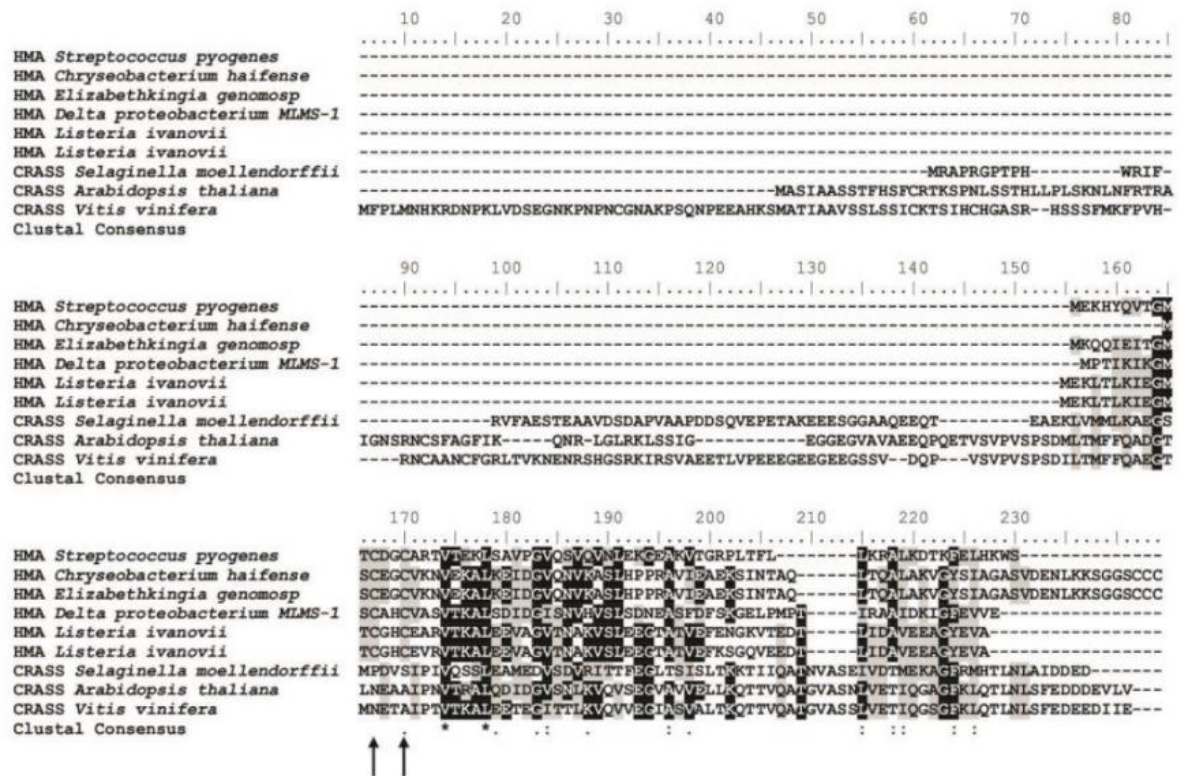 10 20 30 40 50 60 70 80
HMA Streptococcus pyogenes
HMA Chryseobacterium haifense
HMA Elizabethkingia genomosp
HMA Delta proteobacterium MLMS-1
HMA Listeria ivanovii
HMA Listeria ivanovii
CRASS Selaginella moellendorffii MRAPRGPTPH---------WRIF-
CRASS Arabidopsis thaliana MASIAASSTFHSFCRTKSPNLSSTHLLPLSKNLNFRTRA
CRASS Vitis vinifera MFPLMNHKRDNPKLVDSEGNKPNPNCGNAKPSQNPEEAHKSMATIAAVSSLSSICKTSIHCHGASR--HSSSFMKFPVH-
Clustal Consensus
90 100 110 120 130 140 150 160
HMA Streptococcus pyogenes MEKHYQVTGM
HMA Chryseobacterium haifense M
HMA Elizabethkingia genomosp MKQQIEITGM
HMA Delta proteobacterium MLMS-1 MPTIKIKGM
HMA Listeria ivanovii MEKLTLKIEGM
HMA Listeria ivanovii MEKLTLKIEGM
CRASS Selaginella moellendorffii RVFAESTEAAVDSDAPVAAPDDSQVEPETAKEEESGGAAQEEQT---------EAEKLVMMLKAEGS
CRASS Arabidopsis thaliana IGNSRNCSFAGFIK-----QNR-LGLRKLSSIG-----------EGGEGVAVAEEQPQETVSVPVSPSDMLTMFFQADGT
CRASS Vitis vinifera ----RNCAANCFGRLTVKNENRSHGSRKIRSVAEETLVPEEEGEEGEEGSSV--DQP---VSVPVSPSDILTMFFQAEGT
Clustal Consensus
170 180 190 200 210 220 230
HMA Streptococcus pyogenes TCDGCARTVTEKLSAVPGVQSVQVNLEKGEAKVTGRPLTFL--------LKRALKDTKFELHKWS
HMA Chryseobacterium haifense SCEGCVKNVEKALKEIDGVQNVKASLHPPRAVIEAEKSINTAQ------LTQALAKVGYSIAGASVDENLKKSGGSCCC
HMA Elizabethkingia genomosp SCEGCVKNVEKALKEIDGVQNVKASLHPPRAVIEAEKSINTAQ------LTQALAKVGYSIAGASVDENLKKSGGSCCC
HMA Delta proteobacterium MLMS-1 SCAHCVASVTKALSDIDGISNVHVSLSDNEASFDFSKGELPMPT-----IRAAIDKIGFEVVE
HMA Listeria ivanovii TCGHCEARVTKALEEVAGVTNAKVSLEEGTATVEFENGKVTEDT-----LIDAVEEAGYEVA
HMA Listeria ivanovii TCGHCEVRVTKALEEVAGVTNAKVSLEEGTATVEFKSGQVEEDT-----LIDAVEEAGYEVA
CRASS Selaginella moellendorffii MPDVSIPIVQSSLEAMEDVSDVRITTFEGLTSISLTKKTTIQATNVASEIVDTMEKAGFRMHTLNLAIDDED
CRASS Arabidopsis thaliana LNEAAIPNVTRALQDIDGVSNLKVQVSEGVAVVELLKQTTVQATGVASNLVETIQGAGFKLQTLNLSFEDDDEVLV
CRASS Vitis vinifera MNETAIPTVTKALEETEGITTLKVQVVEGIASVALTKQTTVQATGVASSLVETIQGSGFKLQTLNLSFEDEEDIIE
Clustal Consensus